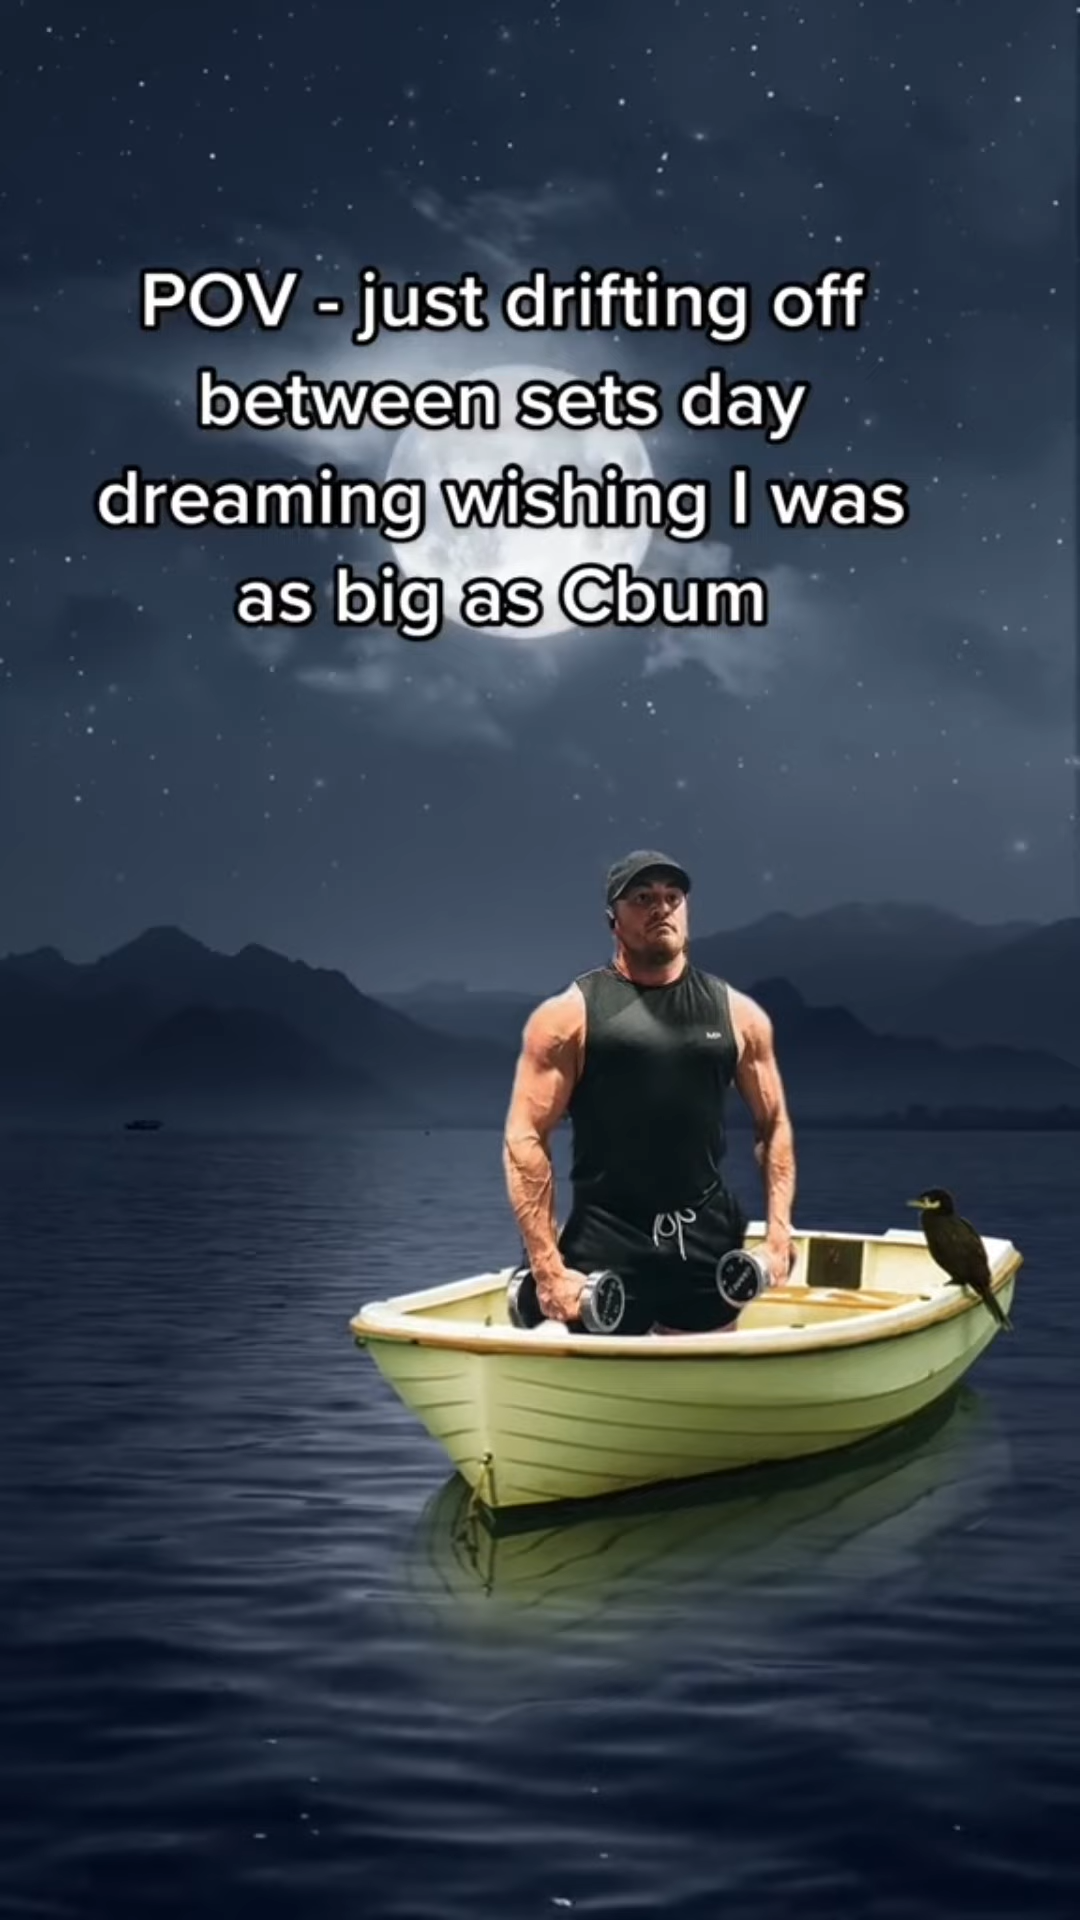 POV - just drifting off
between sets day
dreaming wishing I was
as big as Cbum